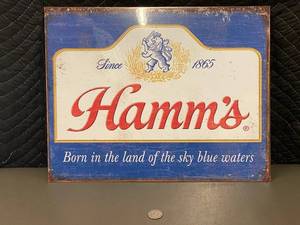 Since 1865
Hamm's ®
Born in the land of the sky blue waters